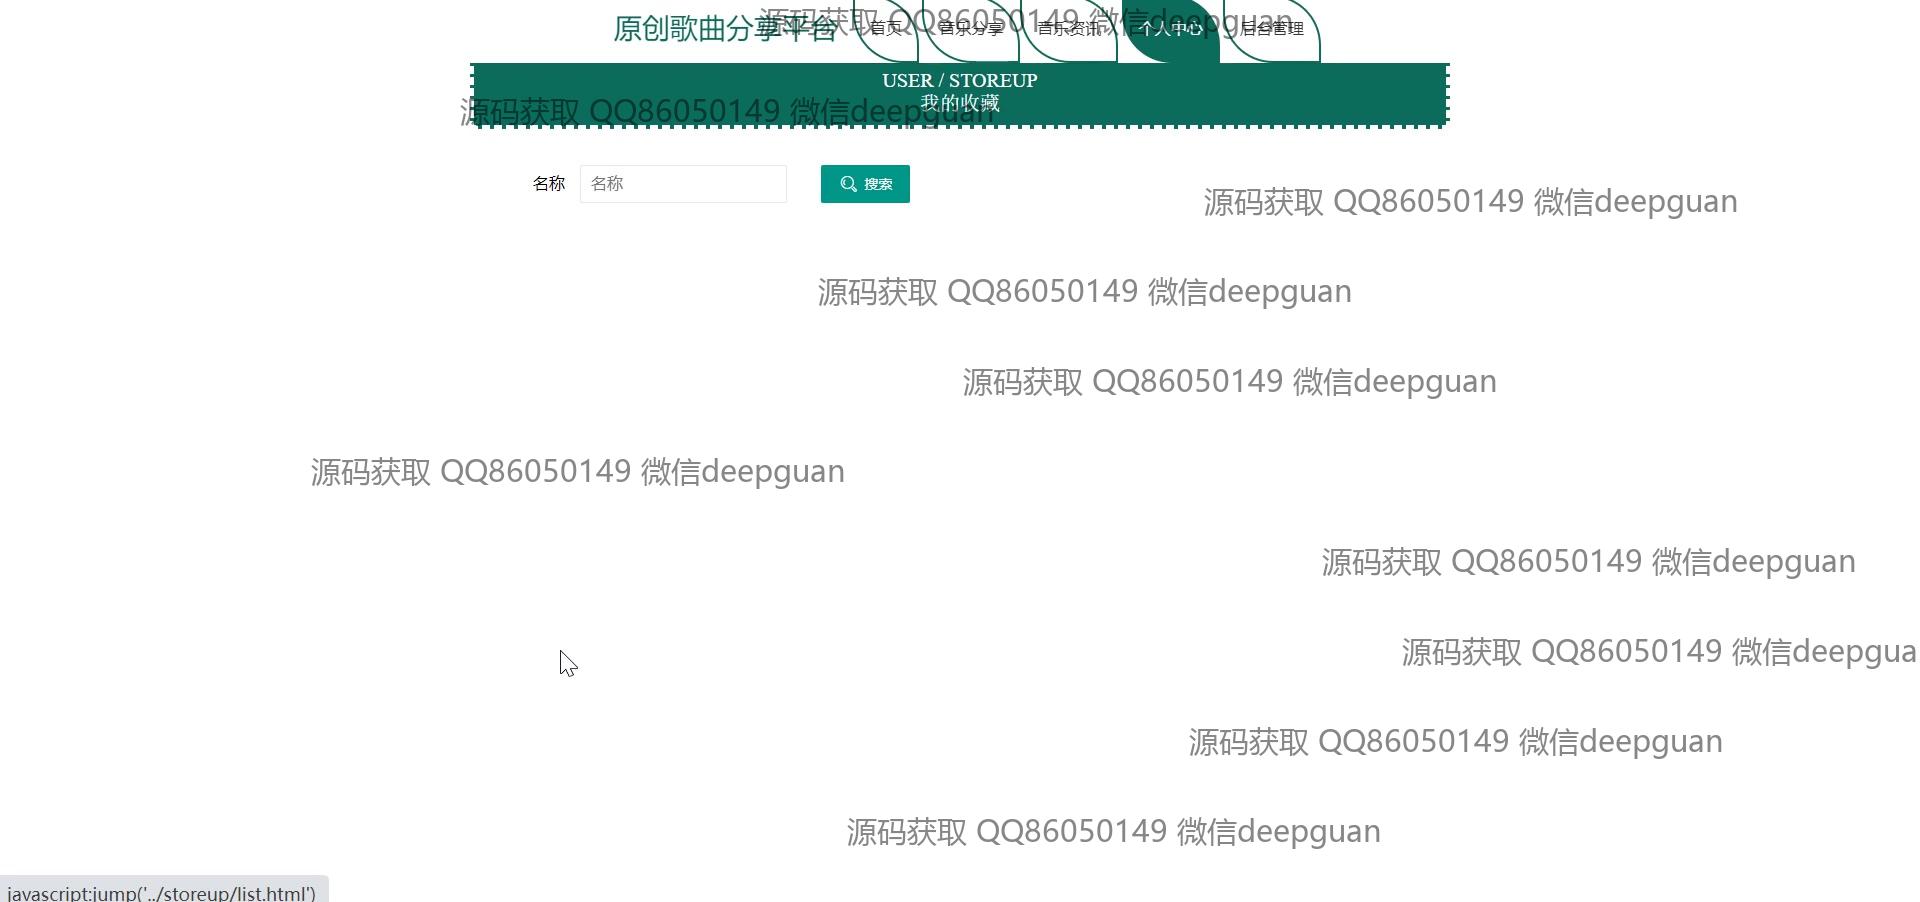 原创歌曲分享平台
首页
音乐分享
音乐资讯
个人中心
后台管理
源码获取 QQ86050149 微信deepguan
USER / STOREUP
我的收藏
源码获取 QQ86050149 微信deepguan
名称
名称
搜索
源码获取 QQ86050149 微信deepguan
源码获取 QQ86050149 微信deepguan
源码获取 QQ86050149 微信deepguan
源码获取 QQ86050149 微信deepguan
源码获取 QQ86050149 微信deepguan
源码获取 QQ86050149 微信deepgua
源码获取 QQ86050149 微信deepguan
源码获取 QQ86050149 微信deepguan
javascript:jump('../storeup/list.html')